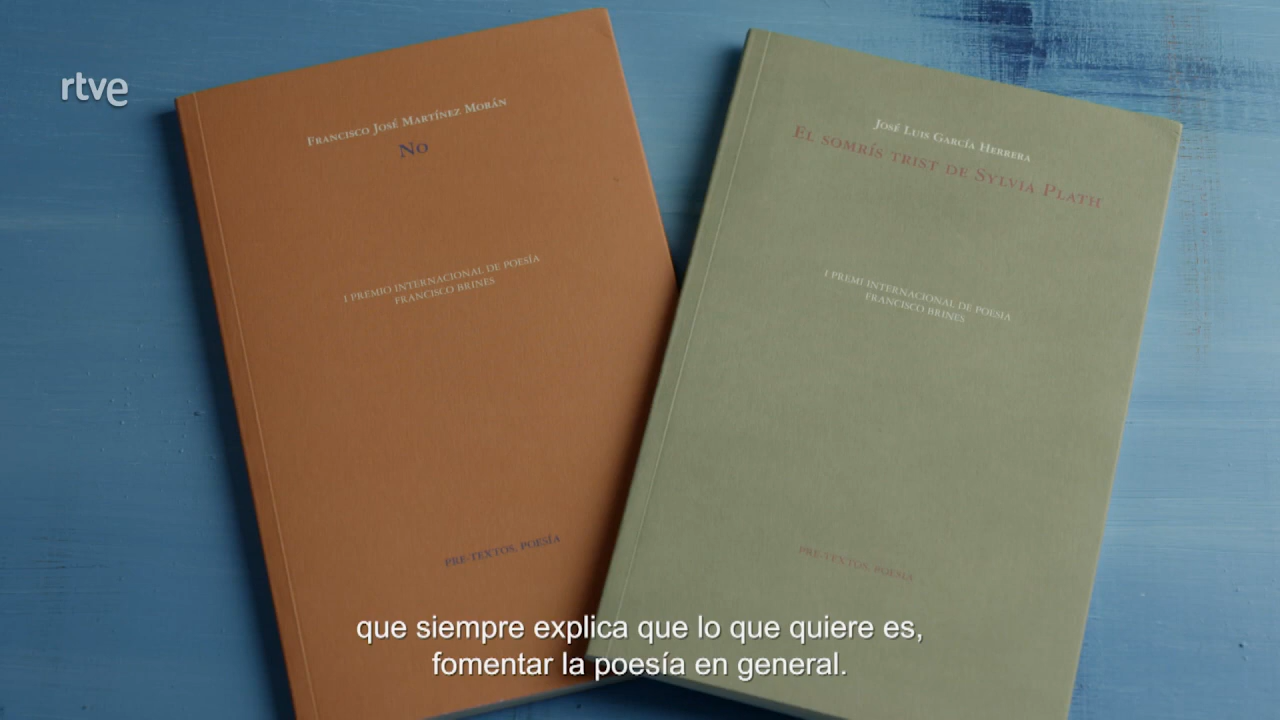 rtve
Francisco José Martínez Morán
No
I PREMIO INTERNACIONAL DE POESÍA
FRANCISCO BRINES
PRE-TEXTOS. POESÍA
José Luis García Herrera
El somrís trist de Sylvia Plath
I PREMI INTERNACIONAL DE POESIA
FRANCISCO BRINES
PRE-TEXTOS. POESIA
que siempre explica que lo que quiere es,
fomentar la poesía en general.